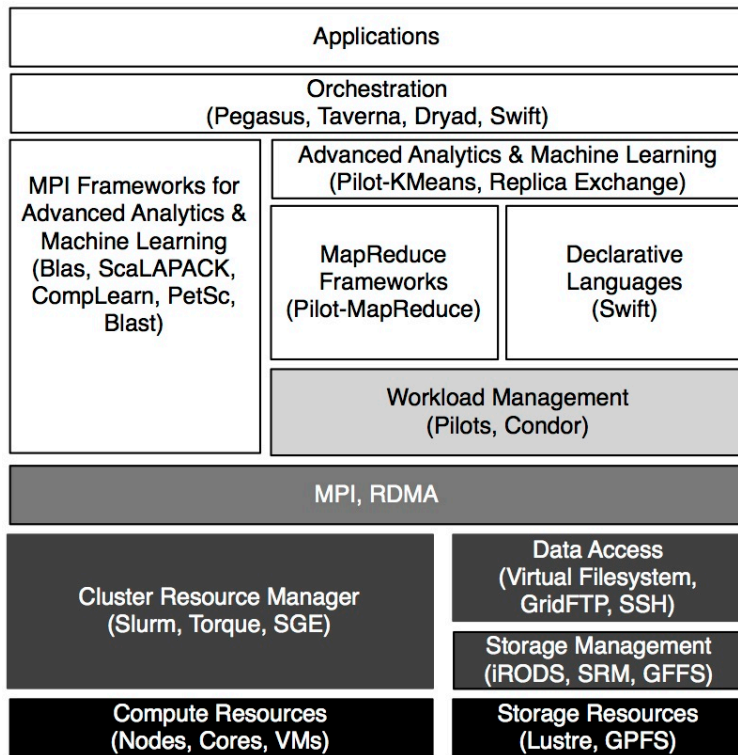 Applications
Orchestration
(Pegasus, Taverna, Dryad, Swift)
MPI Frameworks for
Advanced Analytics &
Machine Learning
(Blas, ScaLAPACK,
CompLearn, PetSc,
Blast)
Advanced Analytics & Machine Learning
(Pilot-KMeans, Replica Exchange)
MapReduce
Frameworks
(Pilot-MapReduce)
Declarative
Languages
(Swift)
Workload Management
(Pilots, Condor)
MPI, RDMA
Cluster Resource Manager
(Slurm, Torque, SGE)
Data Access
(Virtual Filesystem,
GridFTP, SSH)
Storage Management
(iRODS, SRM, GFFS)
Compute Resources
(Nodes, Cores, VMs)
Storage Resources
(Lustre, GPFS)